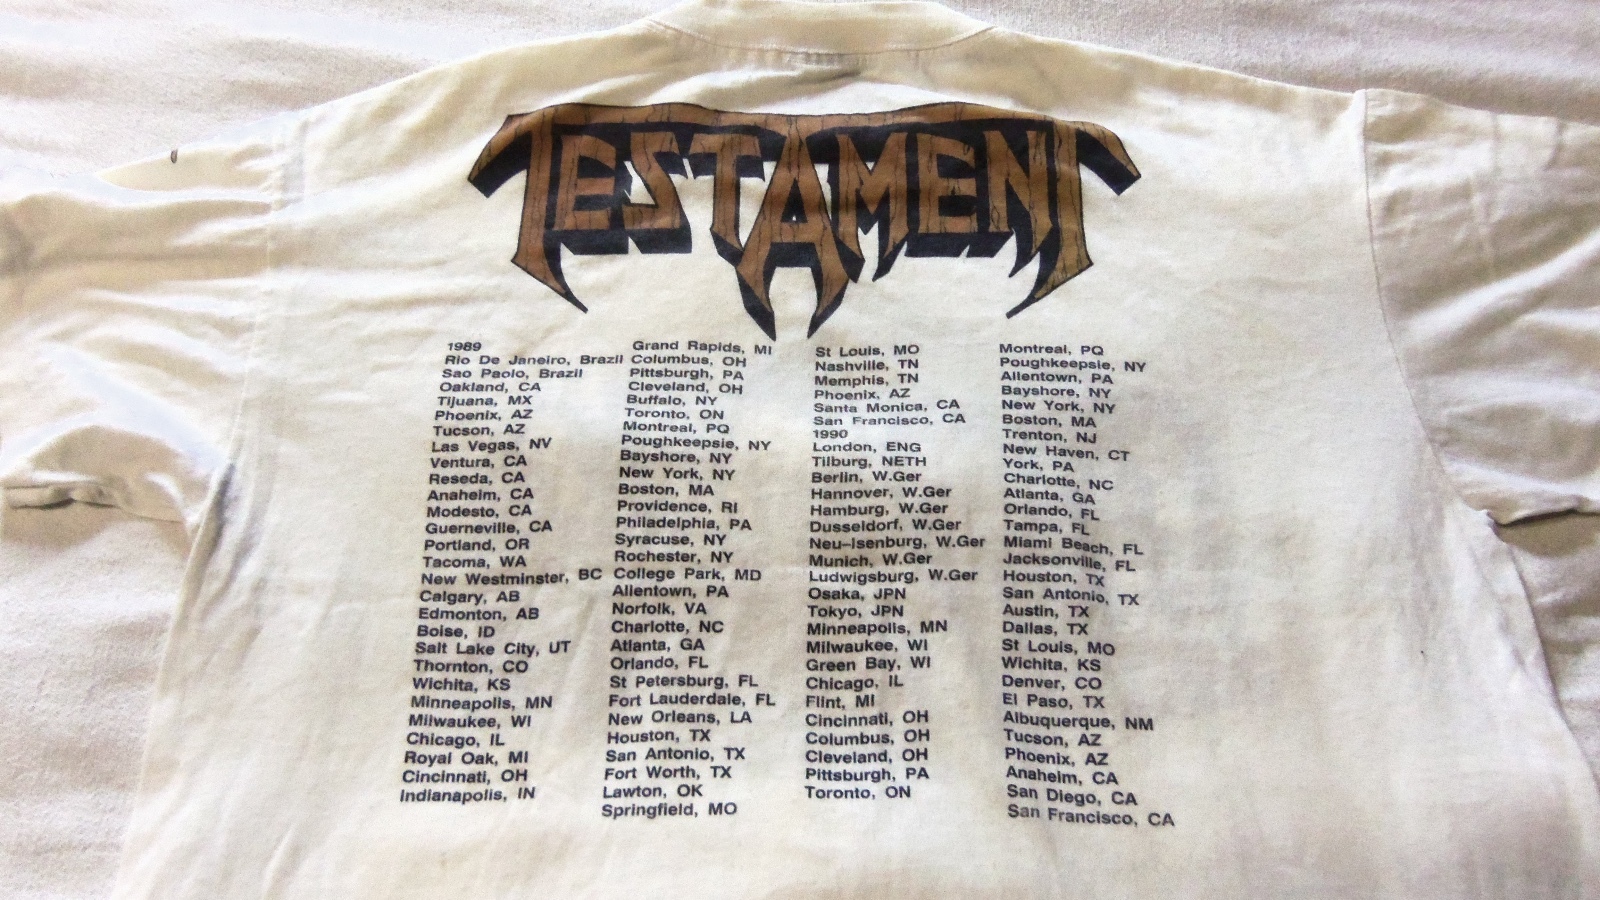 TESTAMENT
1989
Rio De Janeiro, Brazil
Sao Paolo, Brazil
Oakland, CA
Tijuana, MX
Phoenix, AZ
Tucson, AZ
Las Vegas, NV
Ventura, CA
Reseda, CA
Anaheim, CA
Modesto, CA
Guerneville, CA
Portland, OR
Tacoma, WA
New Westminster, BC
Calgary, AB
Edmonton, AB
Boise, ID
Salt Lake City, UT
Thornton, CO
Wichita, KS
Minneapolis, MN
Milwaukee, WI
Chicago, IL
Royal Oak, MI
Cincinnati, OH
Indianapolis, IN
Grand Rapids, MI
Columbus, OH
Pittsburgh, PA
Cleveland, OH
Buffalo, NY
Toronto, ON
Montreal, PQ
Poughkeepsie, NY
Bayshore, NY
New York, NY
Boston, MA
Providence, RI
Philadelphia, PA
Syracuse, NY
Rochester, NY
College Park, MD
Allentown, PA
Norfolk, VA
Charlotte, NC
Atlanta, GA
Orlando, FL
St Petersburg, FL
Fort Lauderdale, FL
New Orleans, LA
Houston, TX
San Antonio, TX
Fort Worth, TX
Lawton, OK
Springfield, MO
St Louis, MO
Nashville, TN
Memphis, TN
Phoenix, AZ
Santa Monica, CA
San Francisco, CA
1990
London, ENG
Tilburg, NETH
Berlin, W.Ger
Hannover, W.Ger
Hamburg, W.Ger
Dusseldorf, W.Ger
Neu-Isenburg, W.Ger
Munich, W.Ger
Ludwigsburg, W.Ger
Osaka, JPN
Tokyo, JPN
Minneapolis, MN
Milwaukee, WI
Green Bay, WI
Chicago, IL
Flint, MI
Cincinnati, OH
Columbus, OH
Cleveland, OH
Pittsburgh, PA
Toronto, ON
Montreal, PQ
Poughkeepsie, NY
Allentown, PA
Bayshore, NY
New York, NY
Boston, MA
Trenton, NJ
New Haven, CT
York, PA
Charlotte, NC
Atlanta, GA
Orlando, FL
Tampa, FL
Miami Beach, FL
Jacksonville, FL
Houston, TX
San Antonio, TX
Austin, TX
Dallas, TX
St Louis, MO
Wichita, KS
Denver, CO
El Paso, TX
Albuquerque, NM
Tucson, AZ
Phoenix, AZ
Anaheim, CA
San Diego, CA
San Francisco, CA